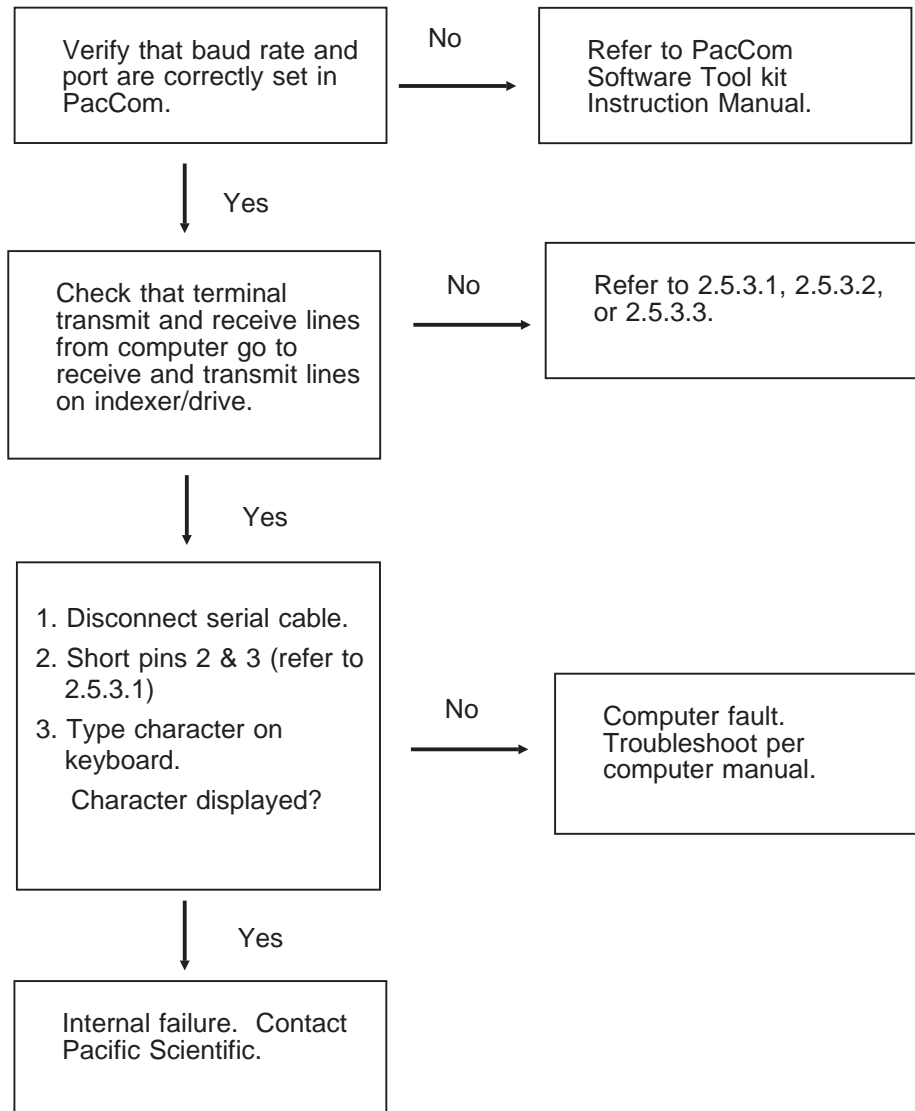 Verify that baud rate and
port are correctly set in
PacCom.
No
Refer to PacCom
Software Tool kit
Instruction Manual.
Yes
Check that terminal
transmit and receive lines
from computer go to
receive and transmit lines
on indexer/drive.
No
Refer to 2.5.3.1, 2.5.3.2,
or 2.5.3.3.
Yes
1. Disconnect serial cable.
2. Short pins 2 & 3 (refer to
2.5.3.1)
3. Type character on
keyboard.
Character displayed?
No
Computer fault.
Troubleshoot per
computer manual.
Yes
Internal failure.  Contact
Pacific Scientific.